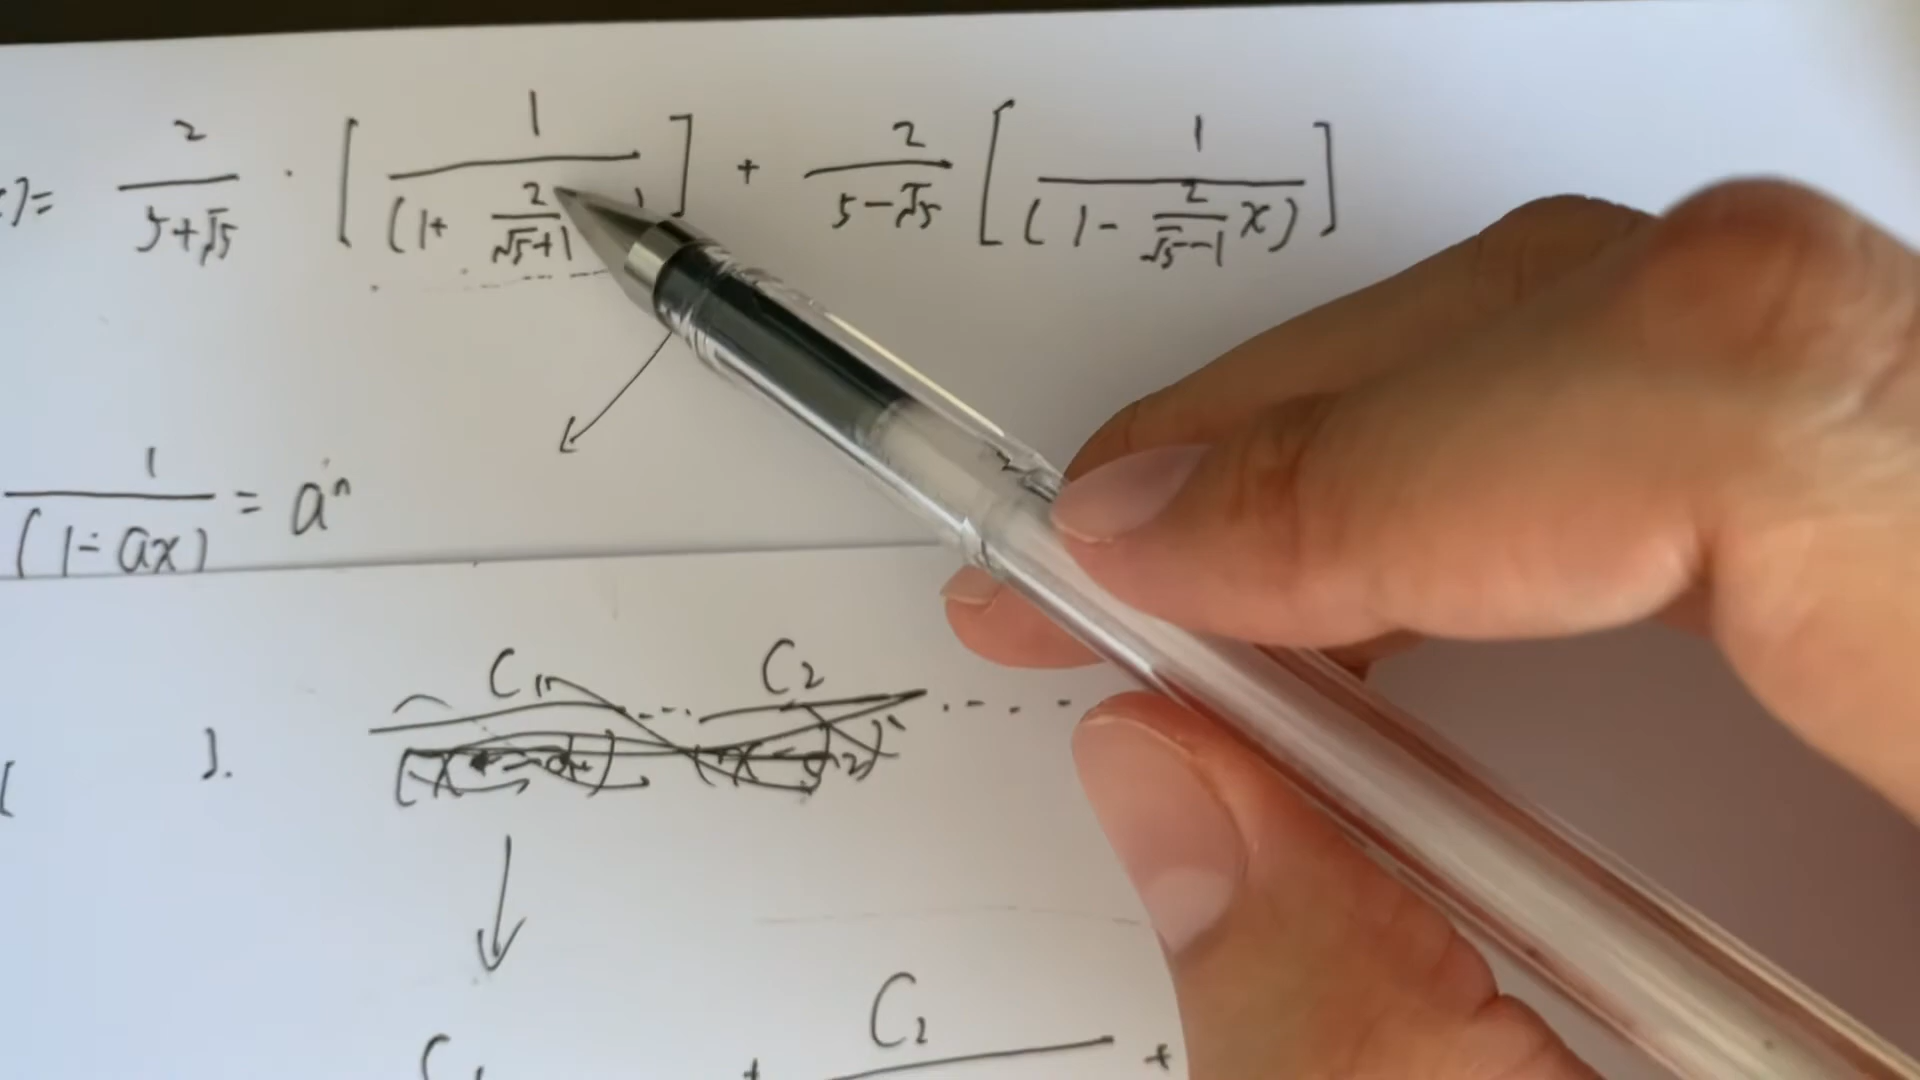 )= 2/(5+√5) · [ 1/((1+ 2/(√5+1) ] + 2/(5-√5) [ 1/((1- 2/(√5-1) x) ]
1/((1-ax) = aⁿ
C₁ ... C₂ ....
C₁ + C₂ +